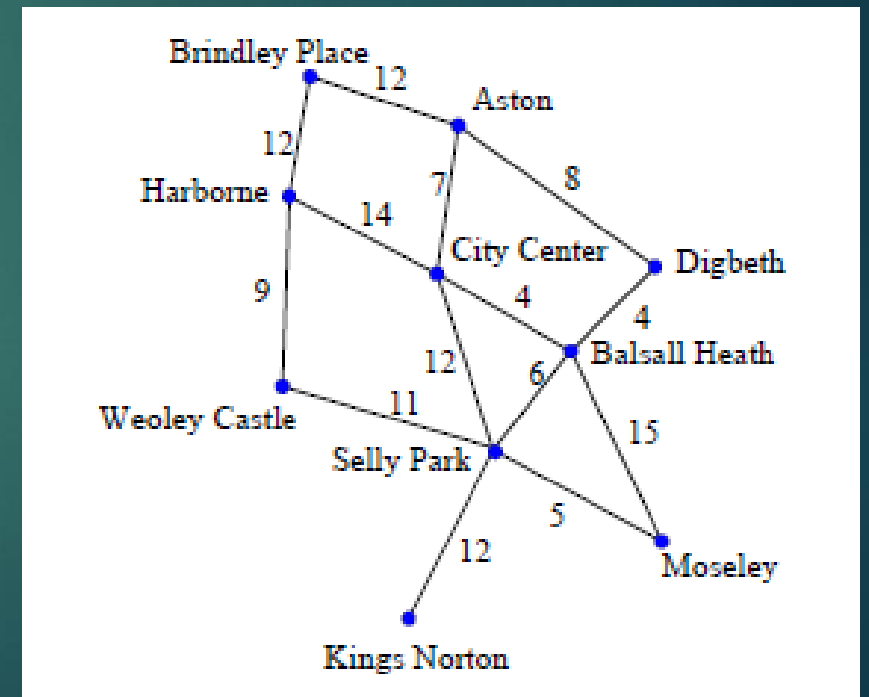 Brindley Place
12
Aston
12
8
Harborne
7
14
City Center
Digbeth
9
4
4
12
Balsall Heath
6
11
Weoley Castle
15
Selly Park
5
12
Moseley
Kings Norton